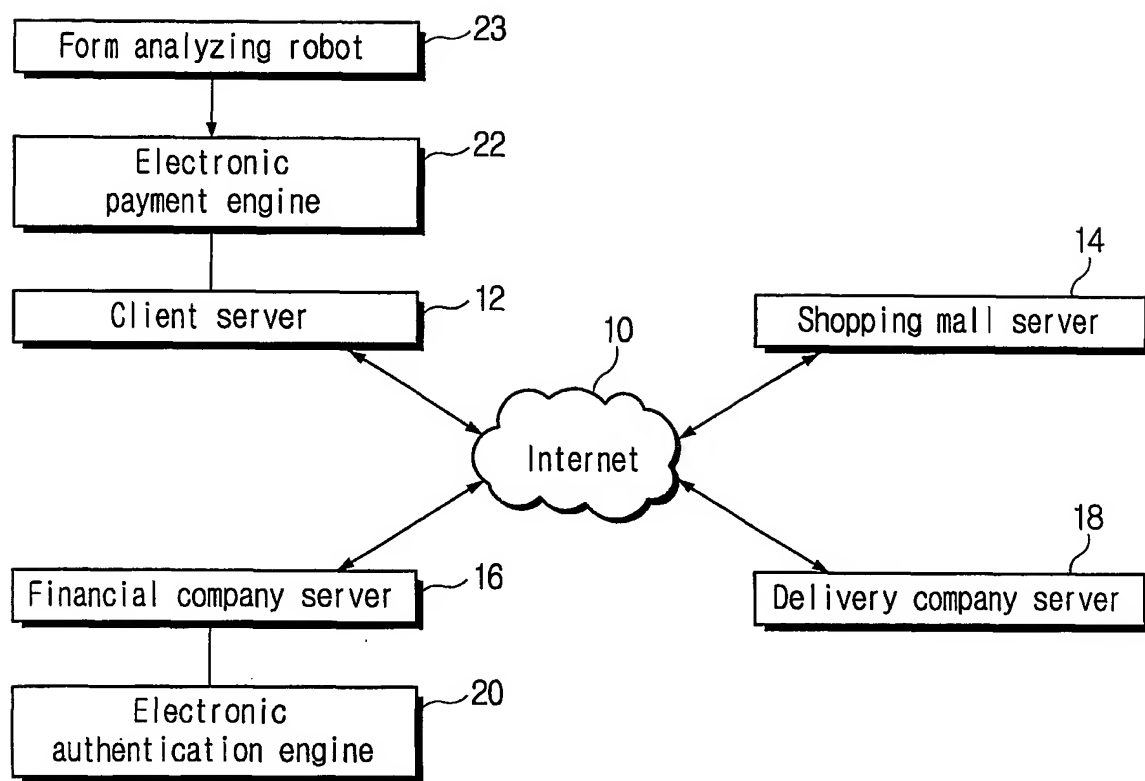 Form analyzing robot
23
Electronic
payment engine
22
Client server
12
10
Internet
14
Shopping mall server
Financial company server
16
18
Delivery company server
Electronic
authentication engine
20